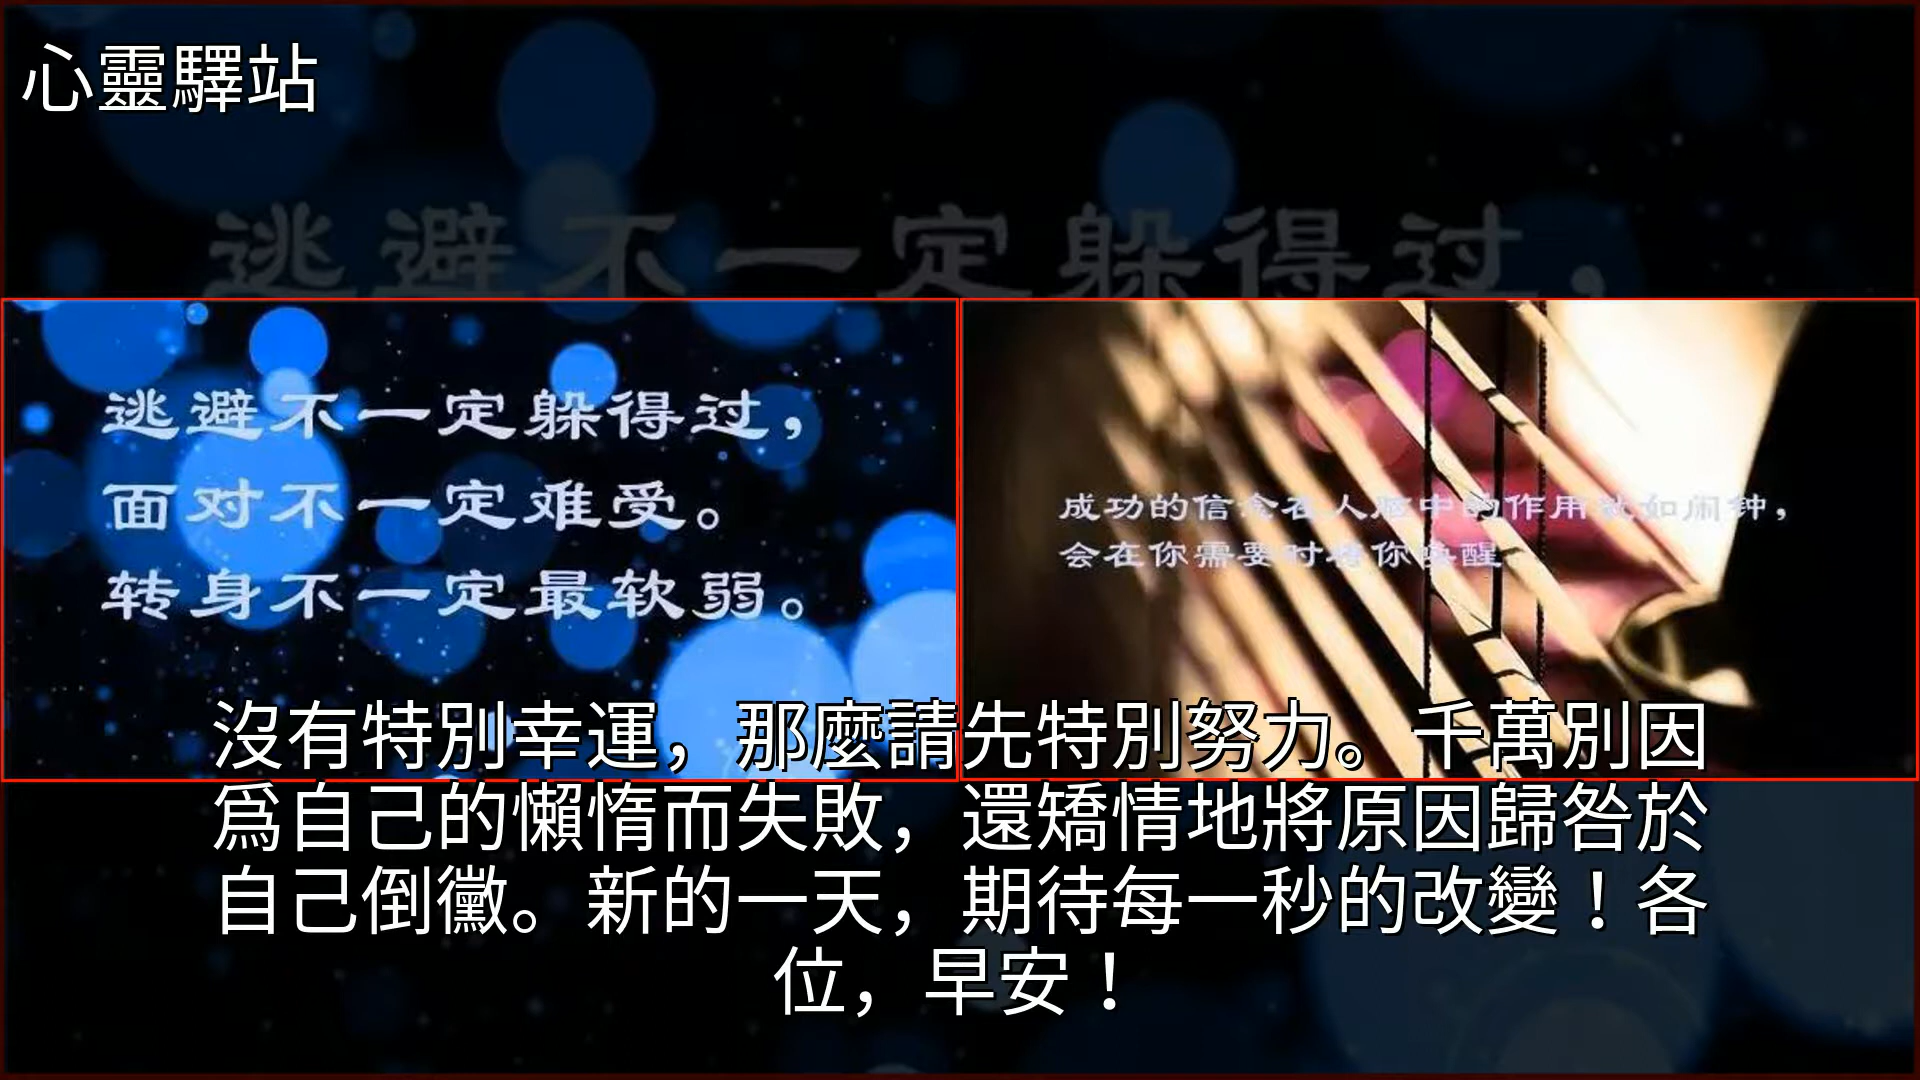 心靈驛站
逃避不一定躲得过，
逃避不一定躲得过，
面对不一定难受。
转身不一定最软弱。
成功的信念在人脑中的作用就如闹钟，
会在你需要时将你唤醒。
沒有特別幸運，那麼請先特別努力。千萬別因
爲自己的懶惰而失敗，還矯情地將原因歸咎於
自己倒黴。新的一天，期待每一秒的改變！各
位，早安！